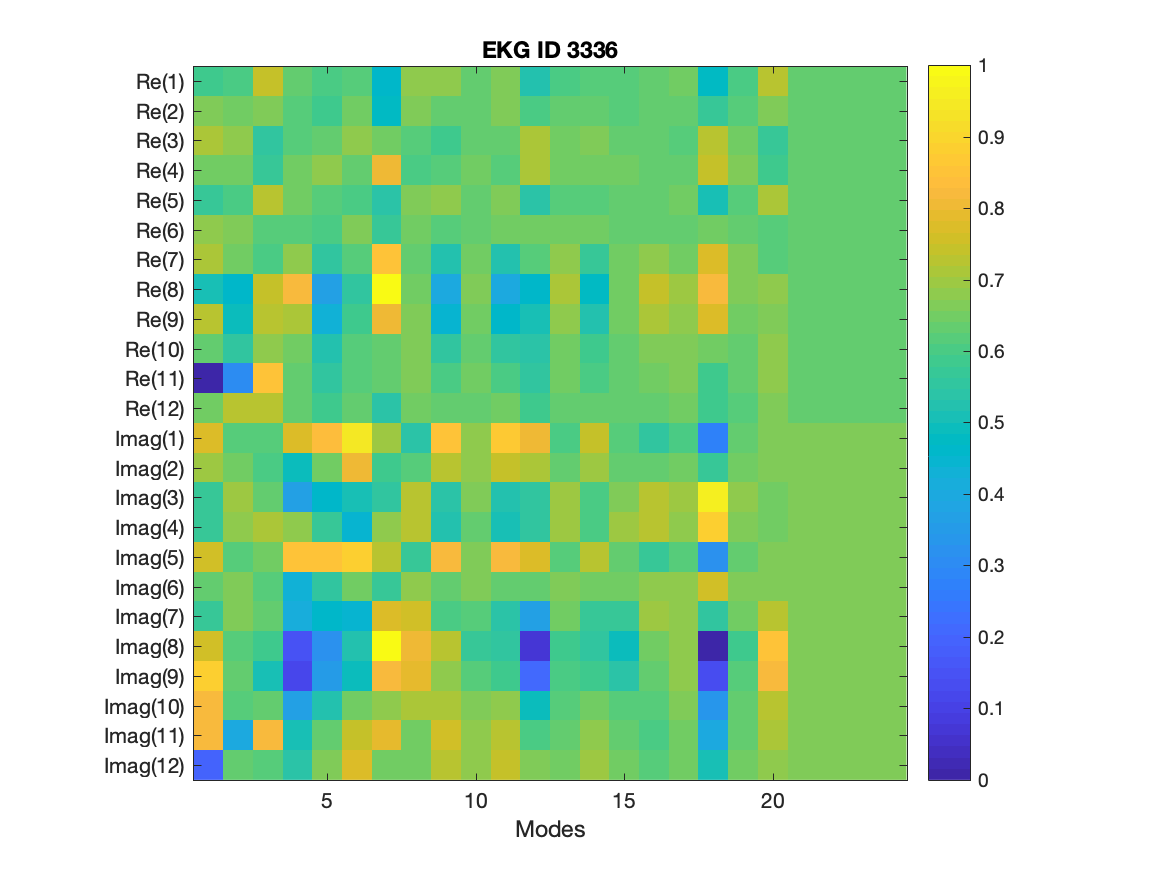 EKG ID 3336
Re(1)
Re(2)
Re(3)
Re(4)
Re(5)
Re(6)
Re(7)
Re(8)
Re(9)
Re(10)
Re(11)
Re(12)
Imag(1)
Imag(2)
Imag(3)
Imag(4)
Imag(5)
Imag(6)
Imag(7)
Imag(8)
Imag(9)
Imag(10)
Imag(11)
Imag(12)
5 10 15 20
Modes
1
0.9
0.8
0.7
0.6
0.5
0.4
0.3
0.2
0.1
0